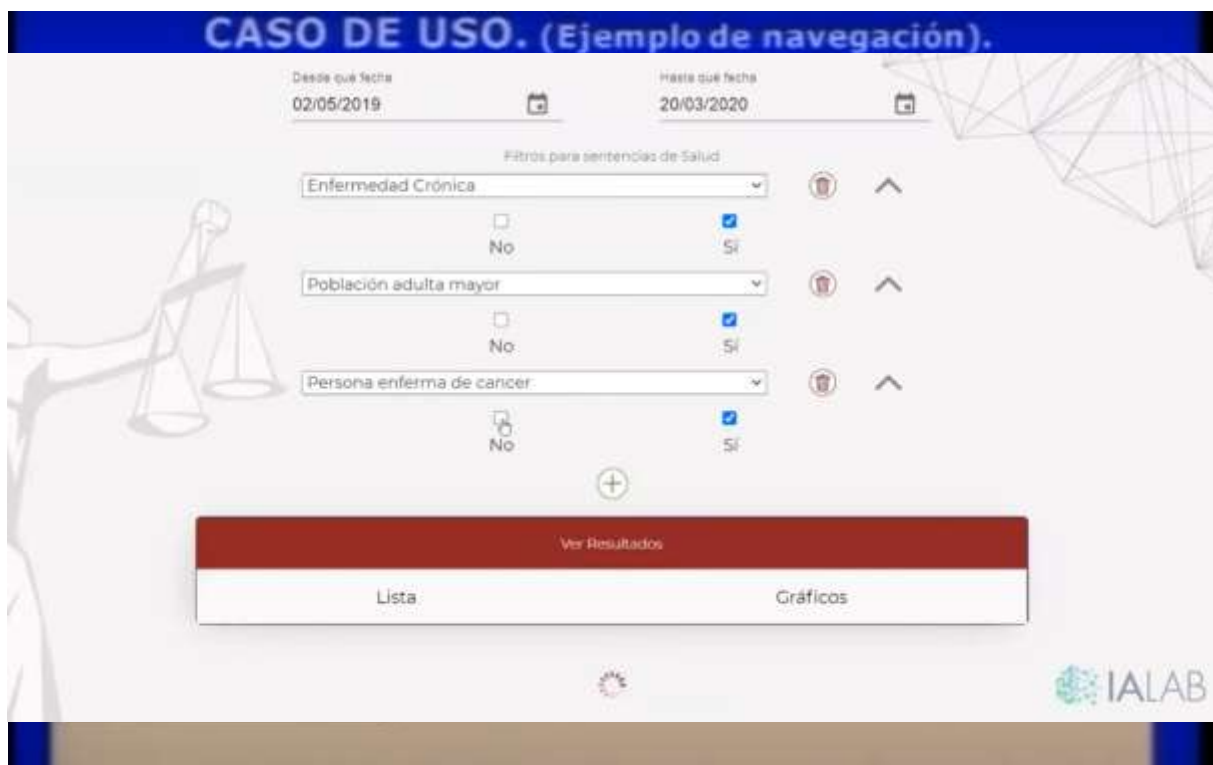 CASO DE USO. (Ejemplo de navegación).
Desde qué fecha Hasta qué fecha
02/05/2019 20/03/2020
Filtros para sentencias de Salud
Enfermedad Crónica
No Sí
Población adulta mayor
No Sí
Persona enferma de cancer
No Sí
Ver Resultados
Lista Gráficos
IALAB